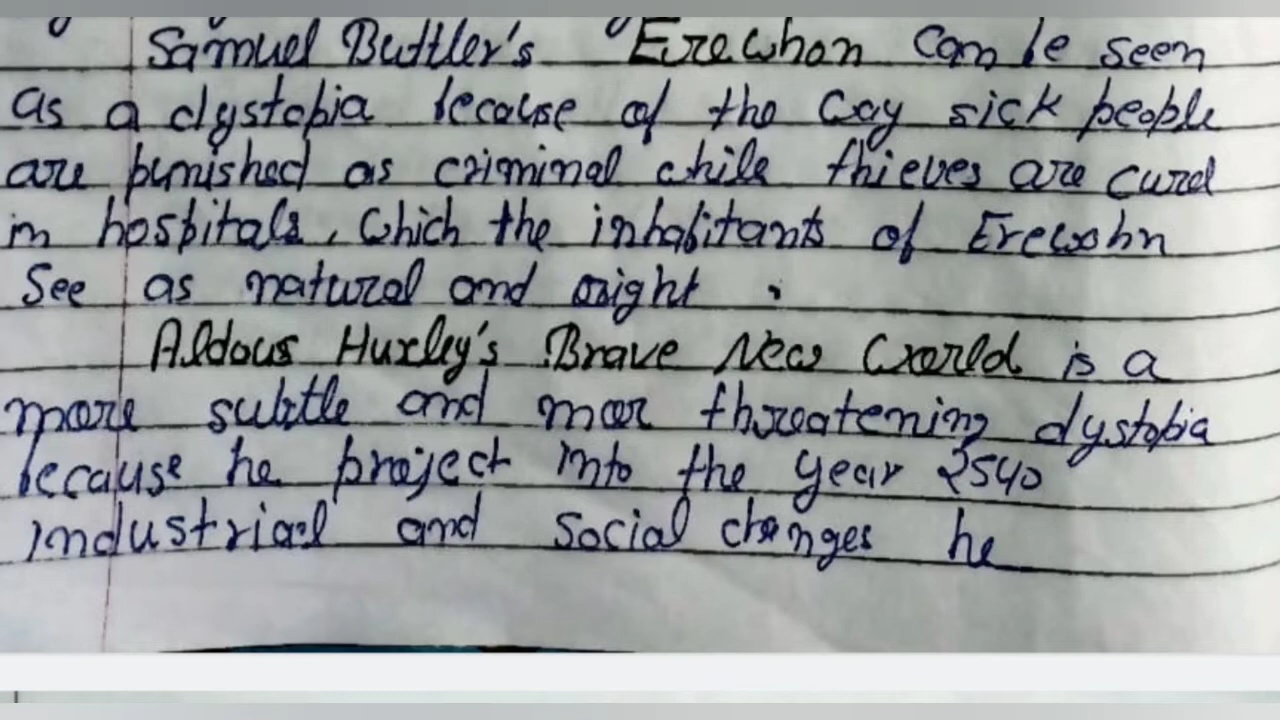 Samuel Buttler's Erewhon can be seen
as a dystopia because of the way sick people
are punished as criminal while thieves are cured
in hospitals, which the inhabitants of Erewohn
See as natural and right.
Aldous Huxley's Brave New World is a
more subtle and mor threatening dystopia
because he project into the year 2540
industrial and social changes he